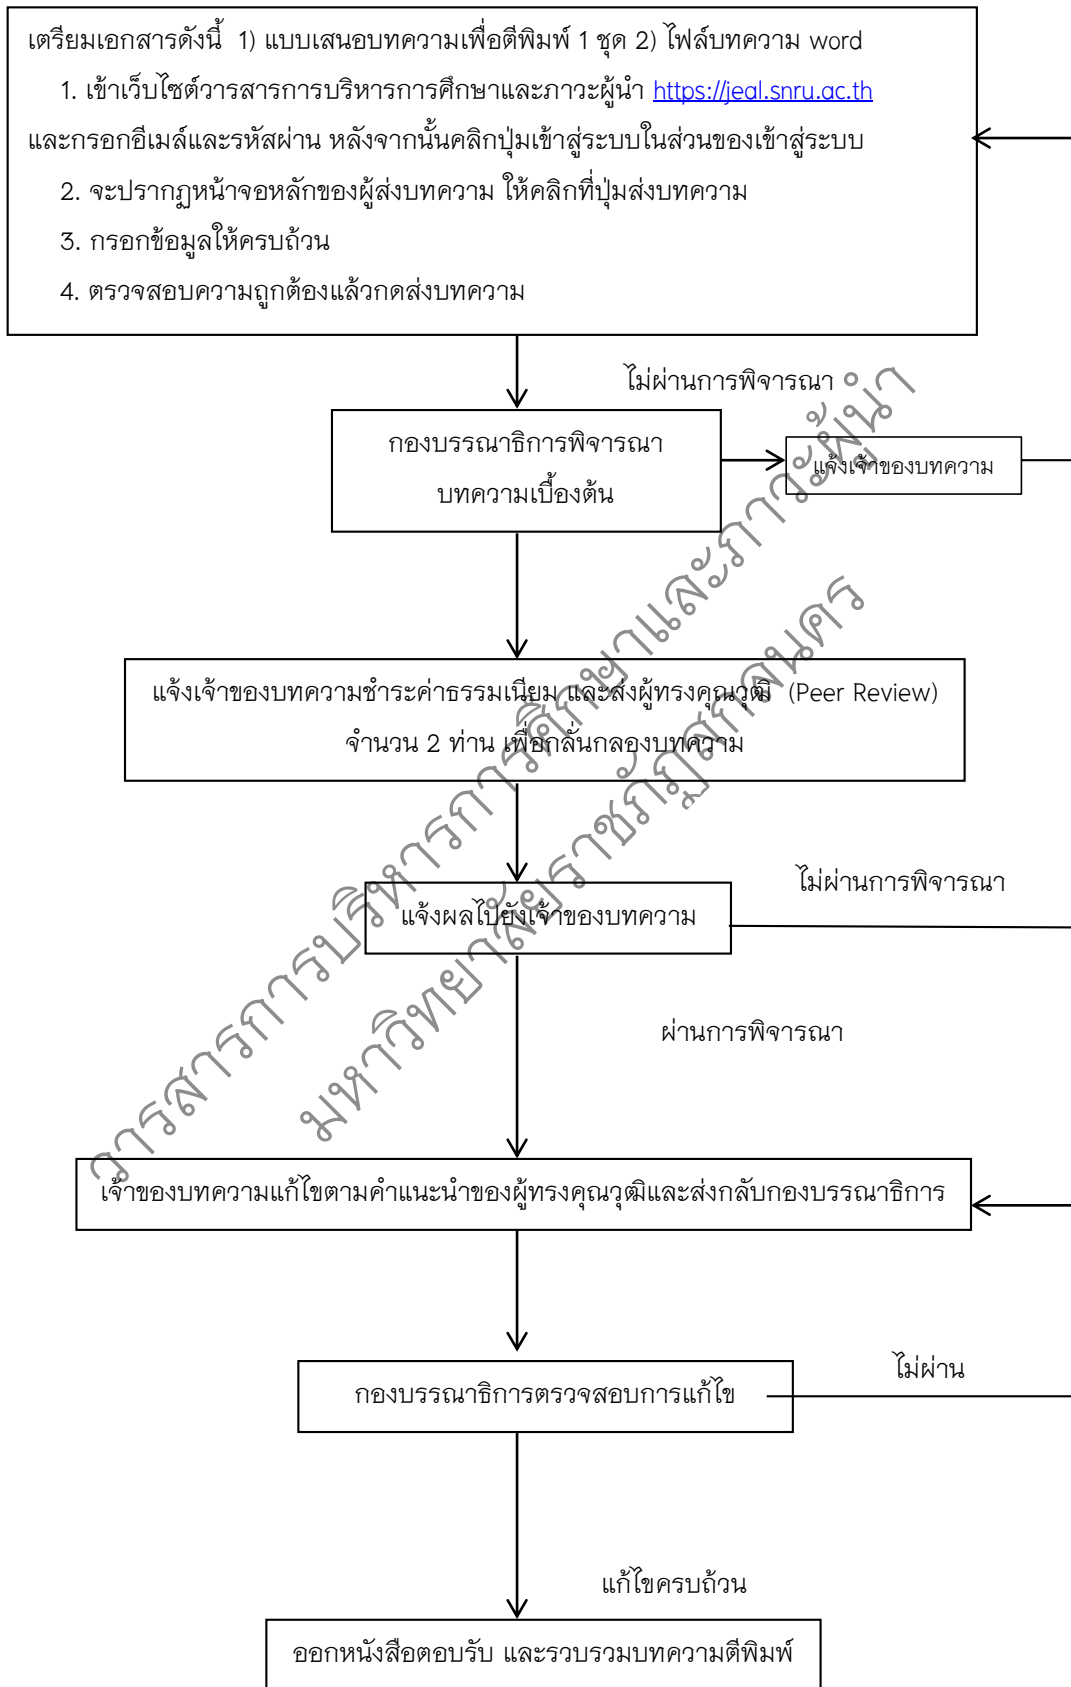 เตรียมเอกสารดังนี้ 1) แบบเสนอบทความเพื่อตีพิมพ์ 1 ชุด 2) ไฟล์บทความ word
1. เข้าเว็บไซต์วารสารการบริหารการศึกษาและภาวะผู้นำ https://jeal.snru.ac.th
และกรอกอีเมล์และรหัสผ่าน หลังจากนั้นคลิกปุ่มเข้าสู่ระบบในส่วนของเข้าสู่ระบบ
2. จะปรากฏหน้าจอหลักของผู้ส่งบทความ ให้คลิกที่ปุ่มส่งบทความ
3. กรอกข้อมูลให้ครบถ้วน
4. ตรวจสอบความถูกต้องแล้วกดส่งบทความ
ไม่ผ่านการพิจารณา
กองบรรณาธิการพิจารณา
บทความเบื้องต้น
แจ้งเจ้าของบทความ
แจ้งเจ้าของบทความชำระค่าธรรมเนียม และส่งผู้ทรงคุณวุฒิ (Peer Review)
จำนวน 2 ท่าน เพื่อกลั่นกลองบทความ
ไม่ผ่านการพิจารณา
แจ้งผลไปยังเจ้าของบทความ
ผ่านการพิจารณา
เจ้าของบทความแก้ไขตามคำแนะนำของผู้ทรงคุณวุฒิและส่งกลับกองบรรณาธิการ
ไม่ผ่าน
กองบรรณาธิการตรวจสอบการแก้ไข
แก้ไขครบถ้วน
ออกหนังสือตอบรับ และรวบรวมบทความตีพิมพ์
วารสารการบริหารการศึกษาและภาวะผู้นำ
มหาวิทยาลัยราชภัฏสกลนคร